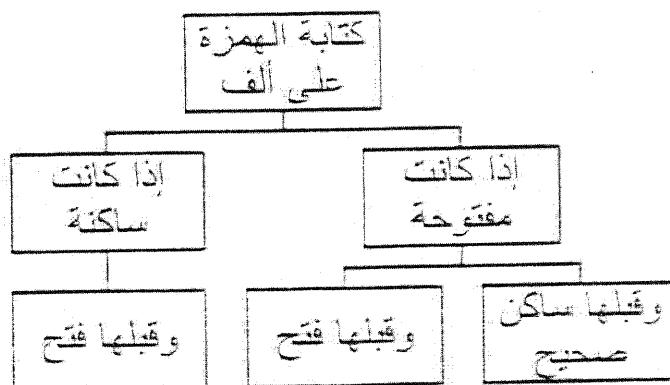 كتابة الهمزة
على ألف
إذا كانت
مفتوحة
إذا كانت
ساكنة
وقبلها ساكن
صحيح
وقبلها فتح
وقبلها فتح